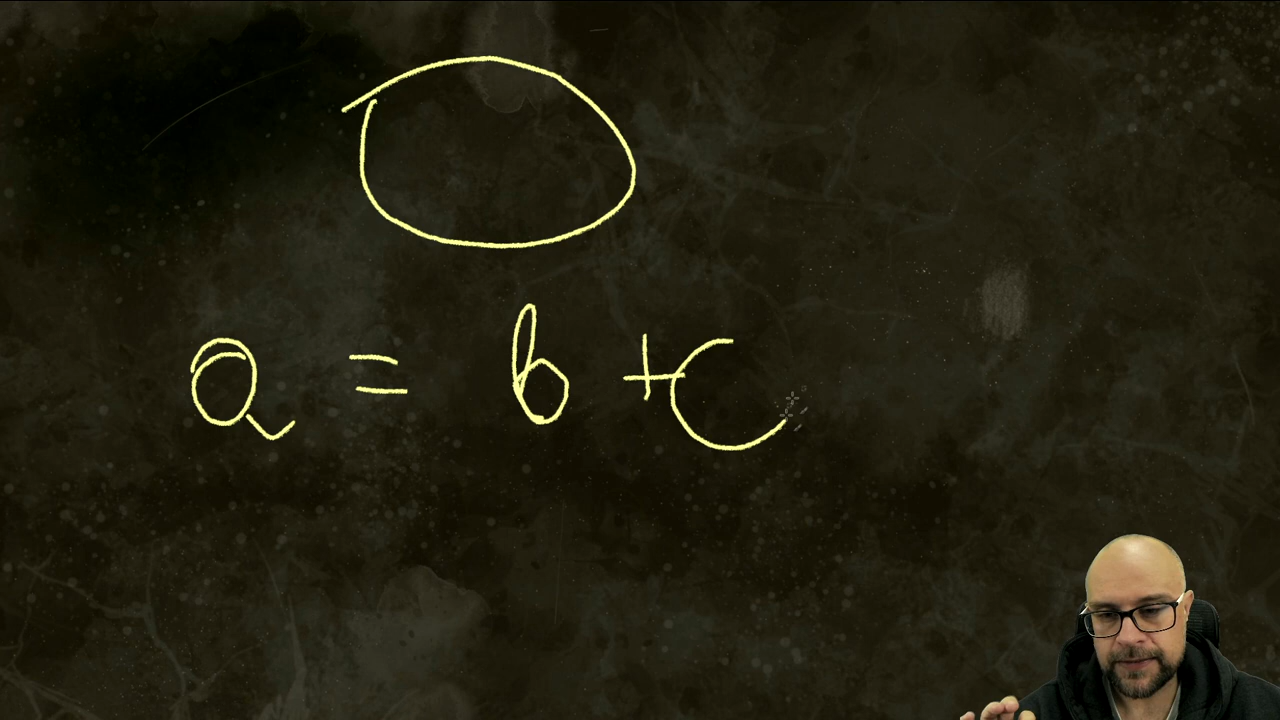 a = b + c